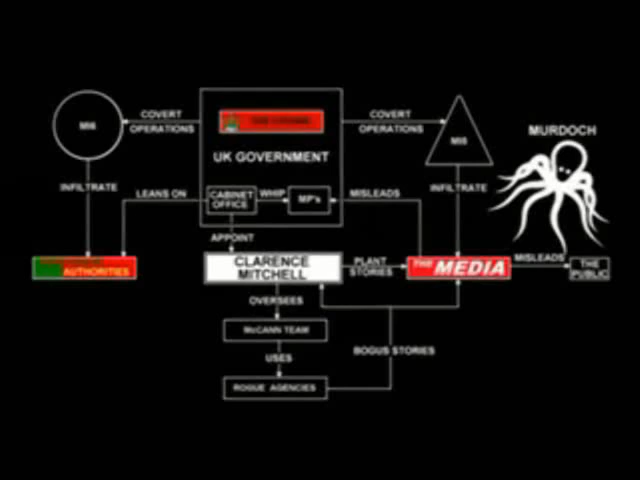 COVERT
OPERATIONS
COVERT
OPERATIONS
MURDOCH
UK GOVERNMENT
INFILTRATE
LEANS ON
CABINET
OFFICE
WHIP
MP's
MISLEADS
INFILTRATE
APPOINT
AUTHORITIES
CLARENCE
MITCHELL
PLANT
STORIES
THE MEDIA
MISLEADS
THE
PUBLIC
OVERSEES
McCANN TEAM
USES
BOGUS STORIES
ROGUE AGENCIES